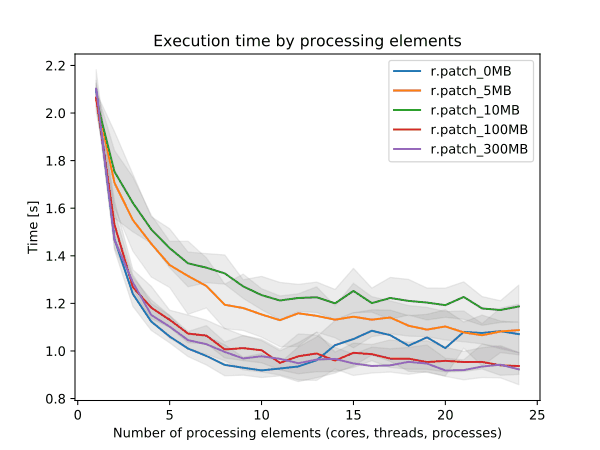 Execution time by processing elements
r.patch_0MB
r.patch_5MB
r.patch_10MB
r.patch_100MB
r.patch_300MB
Time [s]
2.2
2.0
1.8
1.6
1.4
1.2
1.0
0.8
0 5 10 15 20 25
Number of processing elements (cores, threads, processes)